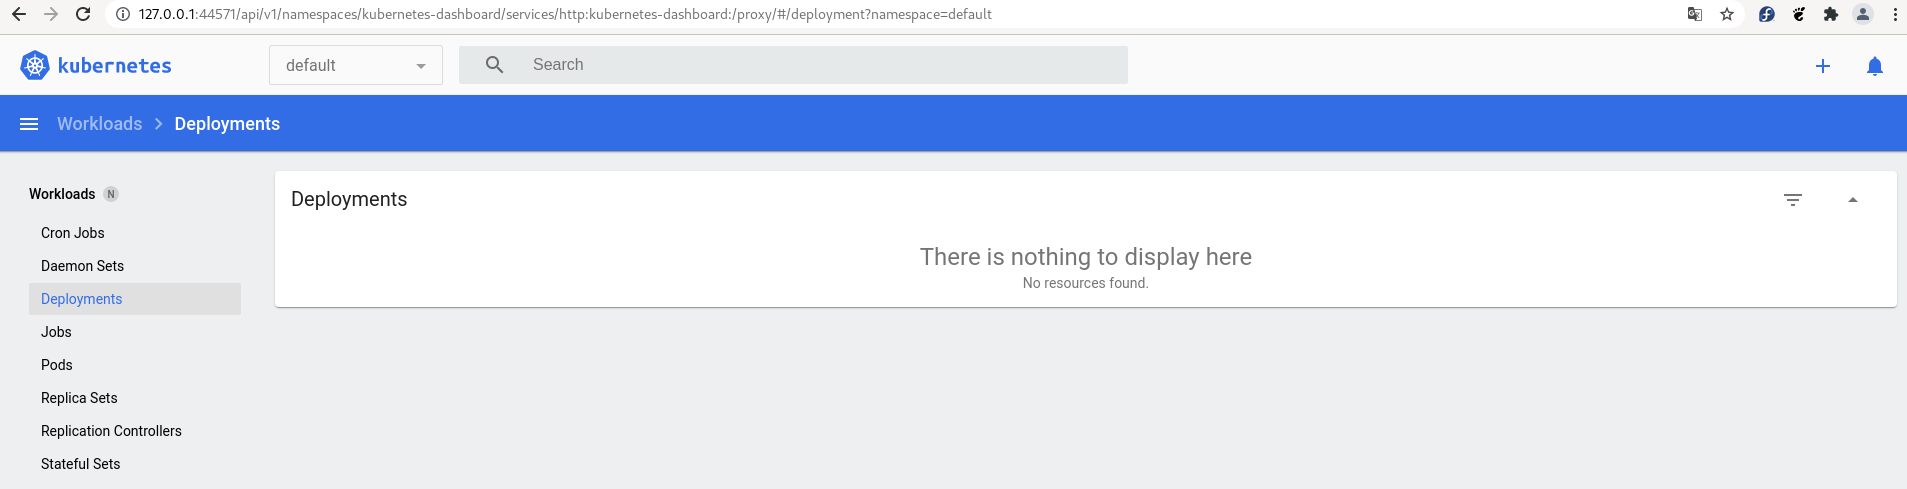 127.0.0.1:44571/api/v1/namespaces/kubernetes-dashboard/services/http:kubernetes-dashboard:/proxy/#/deployment?namespace=default
kubernetes
default
Search
Workloads > Deployments
Workloads N
Cron Jobs
Daemon Sets
Deployments
Jobs
Pods
Replica Sets
Replication Controllers
Stateful Sets
Deployments
There is nothing to display here
No resources found.